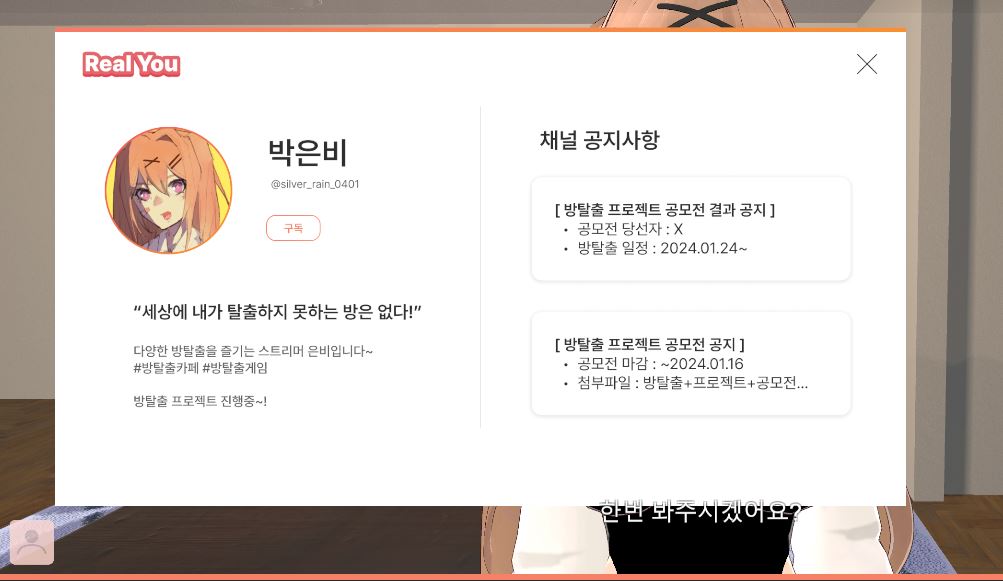 Real You
박은비
@silver_rain_0401
구독
“세상에 내가 탈출하지 못하는 방은 없다!”
다양한 방탈출을 즐기는 스트리머 은비입니다~
#방탈출카페 #방탈출게임
방탈출 프로젝트 진행중~!
채널 공지사항
[ 방탈출 프로젝트 공모전 결과 공지 ]
• 공모전 당선자 : X
• 방탈출 일정 : 2024.01.24~
[ 방탈출 프로젝트 공모전 공지 ]
• 공모전 마감 : ~2024.01.16
• 첨부파일 : 방탈출+프로젝트+공모전...
한번 봐주시겠어요?